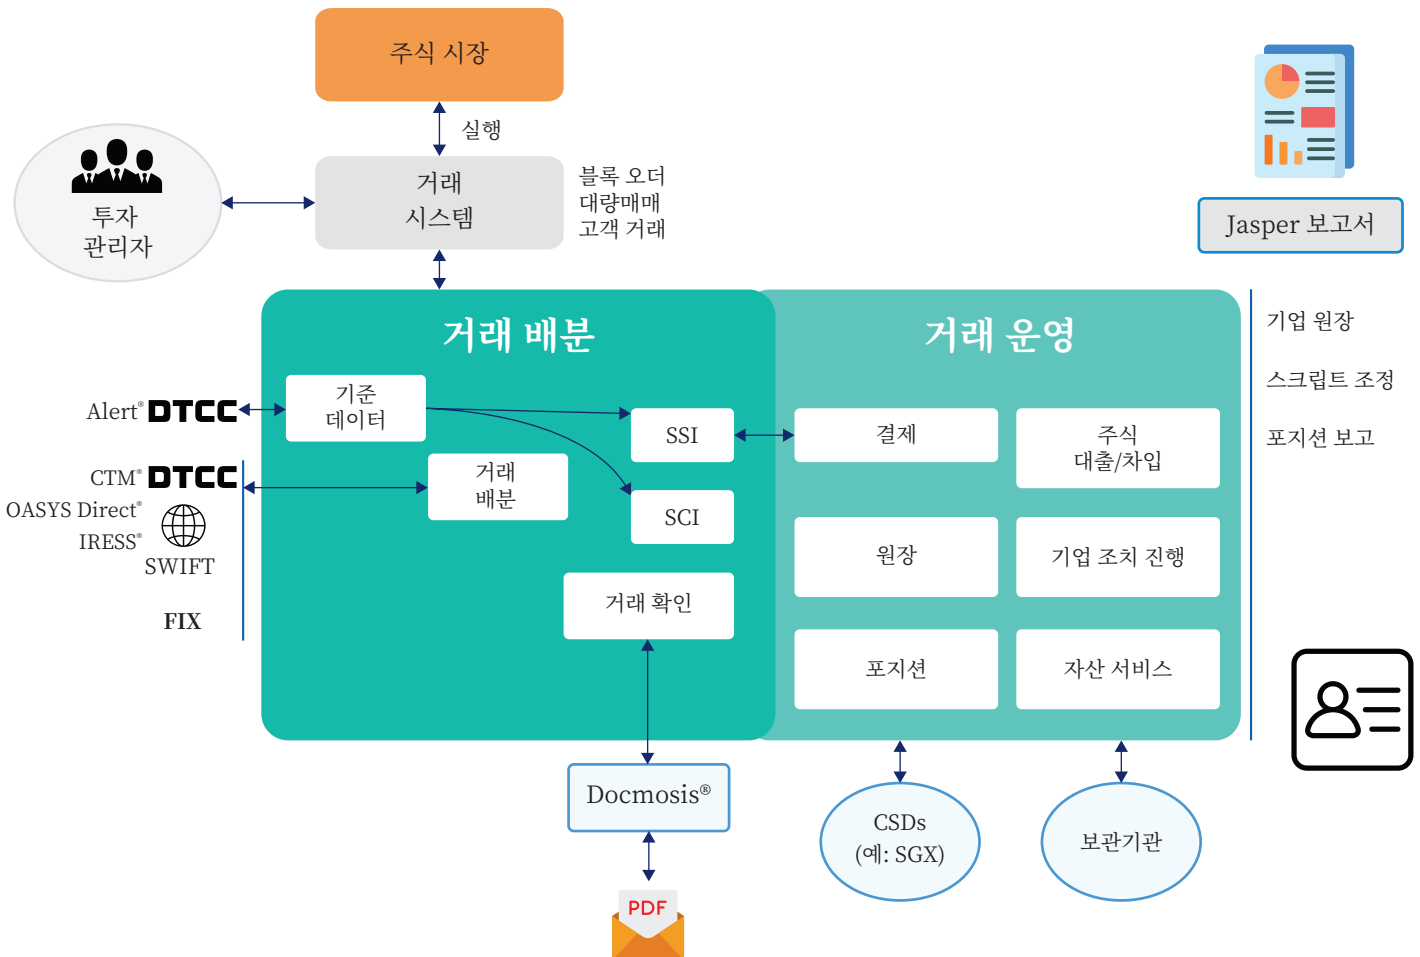 주식 시장
실행
투자
관리자
거래
시스템
블록 오더
대량매매
고객 거래
Jasper 보고서
거래 배분
거래 운영
기업 원장
스크립트 조정
포지션 보고
Alert® DTCC
CTM® DTCC
OASYS Direct®
IRESS®
SWIFT
FIX
기준
데이터
거래
배분
SSI
SCI
거래 확인
결제
주식
대출/차입
원장
기업 조치 진행
포지션
자산 서비스
Docmosis®
PDF
CSDs
(예: SGX)
보관기관